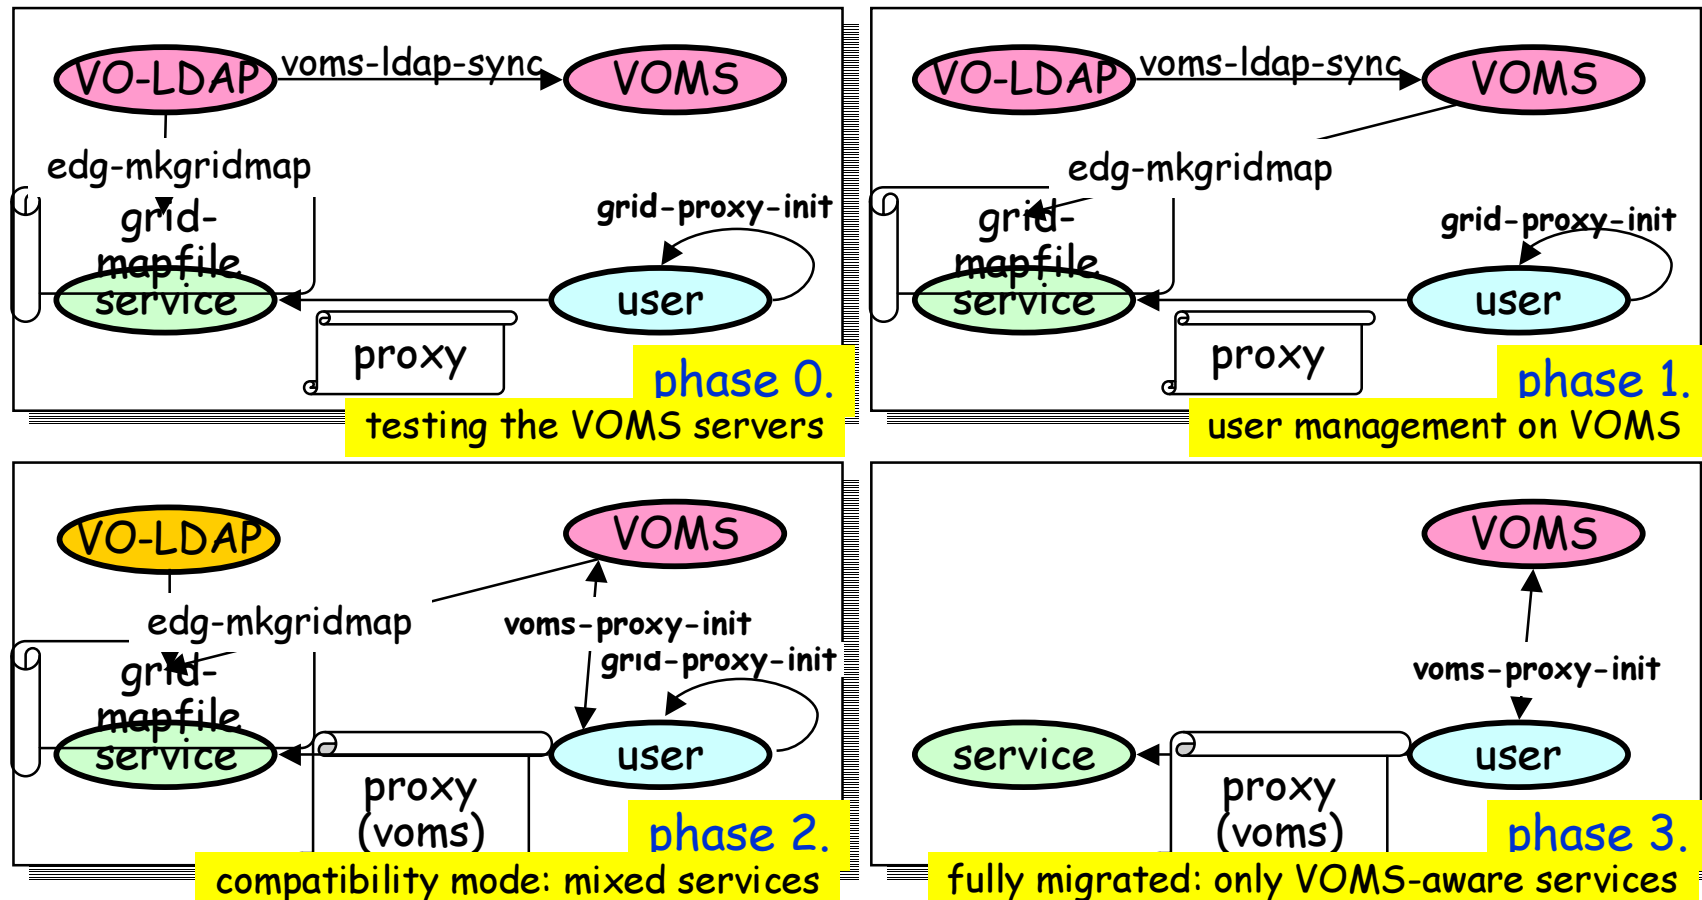 VO-LDAP
voms-ldap-sync
VOMS
edg-mkgridmap
grid-
mapfile
service
grid-proxy-init
user
proxy
phase 0.
testing the VOMS servers
VO-LDAP
voms-ldap-sync
VOMS
edg-mkgridmap
grid-
mapfile
service
grid-proxy-init
user
proxy
phase 1.
user management on VOMS
VO-LDAP
VOMS
edg-mkgridmap
voms-proxy-init
grid-proxy-init
grid-
mapfile
service
user
proxy
(voms)
phase 2.
compatibility mode: mixed services
VOMS
voms-proxy-init
service
user
proxy
(voms)
phase 3.
fully migrated: only VOMS-aware services